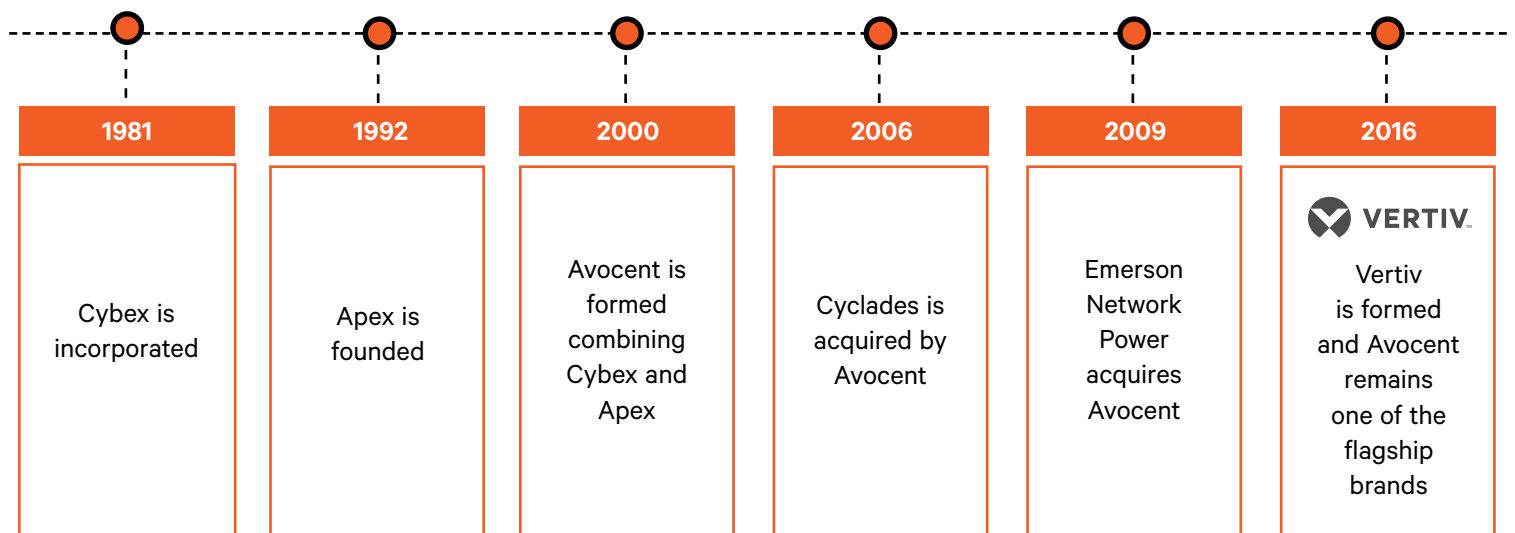 1981
Cybex is
incorporated
1992
Apex is
founded
2000
Avocent is
formed
combining
Cybex and
Apex
2006
Cyclades is
acquired by
Avocent
2009
Emerson
Network
Power
acquires
Avocent
2016
VERTIV™
Vertiv
is formed
and Avocent
remains
one of the
flagship
brands